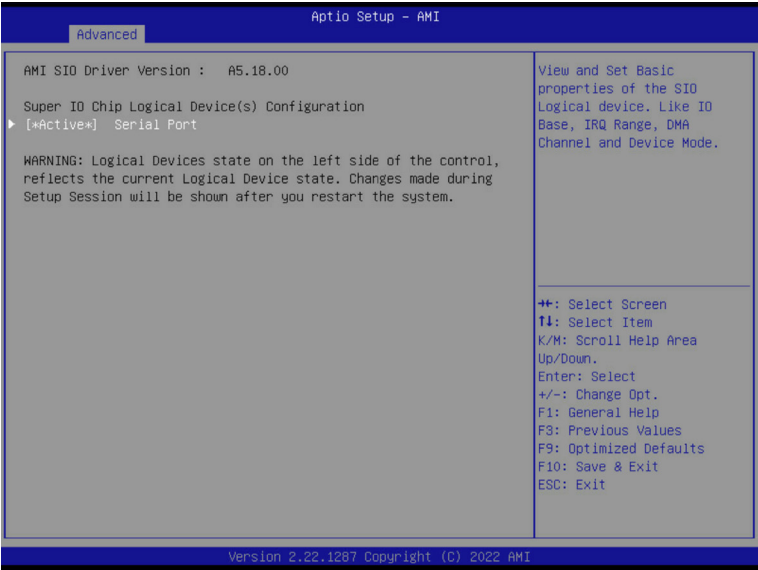 Aptio Setup – AMI
Advanced
AMI SIO Driver Version :   A5.18.00
Super IO Chip Logical Device(s) Configuration
[*Active*]  Serial Port
WARNING: Logical Devices state on the left side of the control,
reflects the current Logical Device state. Changes made during
Setup Session will be shown after you restart the system.
View and Set Basic
properties of the SIO
Logical device. Like IO
Base, IRQ Range, DMA
Channel and Device Mode.
→←: Select Screen
↑↓: Select Item
K/M: Scroll Help Area
Up/Down.
Enter: Select
+/-: Change Opt.
F1: General Help
F3: Previous Values
F9: Optimized Defaults
F10: Save & Exit
ESC: Exit
Version 2.22.1287 Copyright (C) 2022 AMI